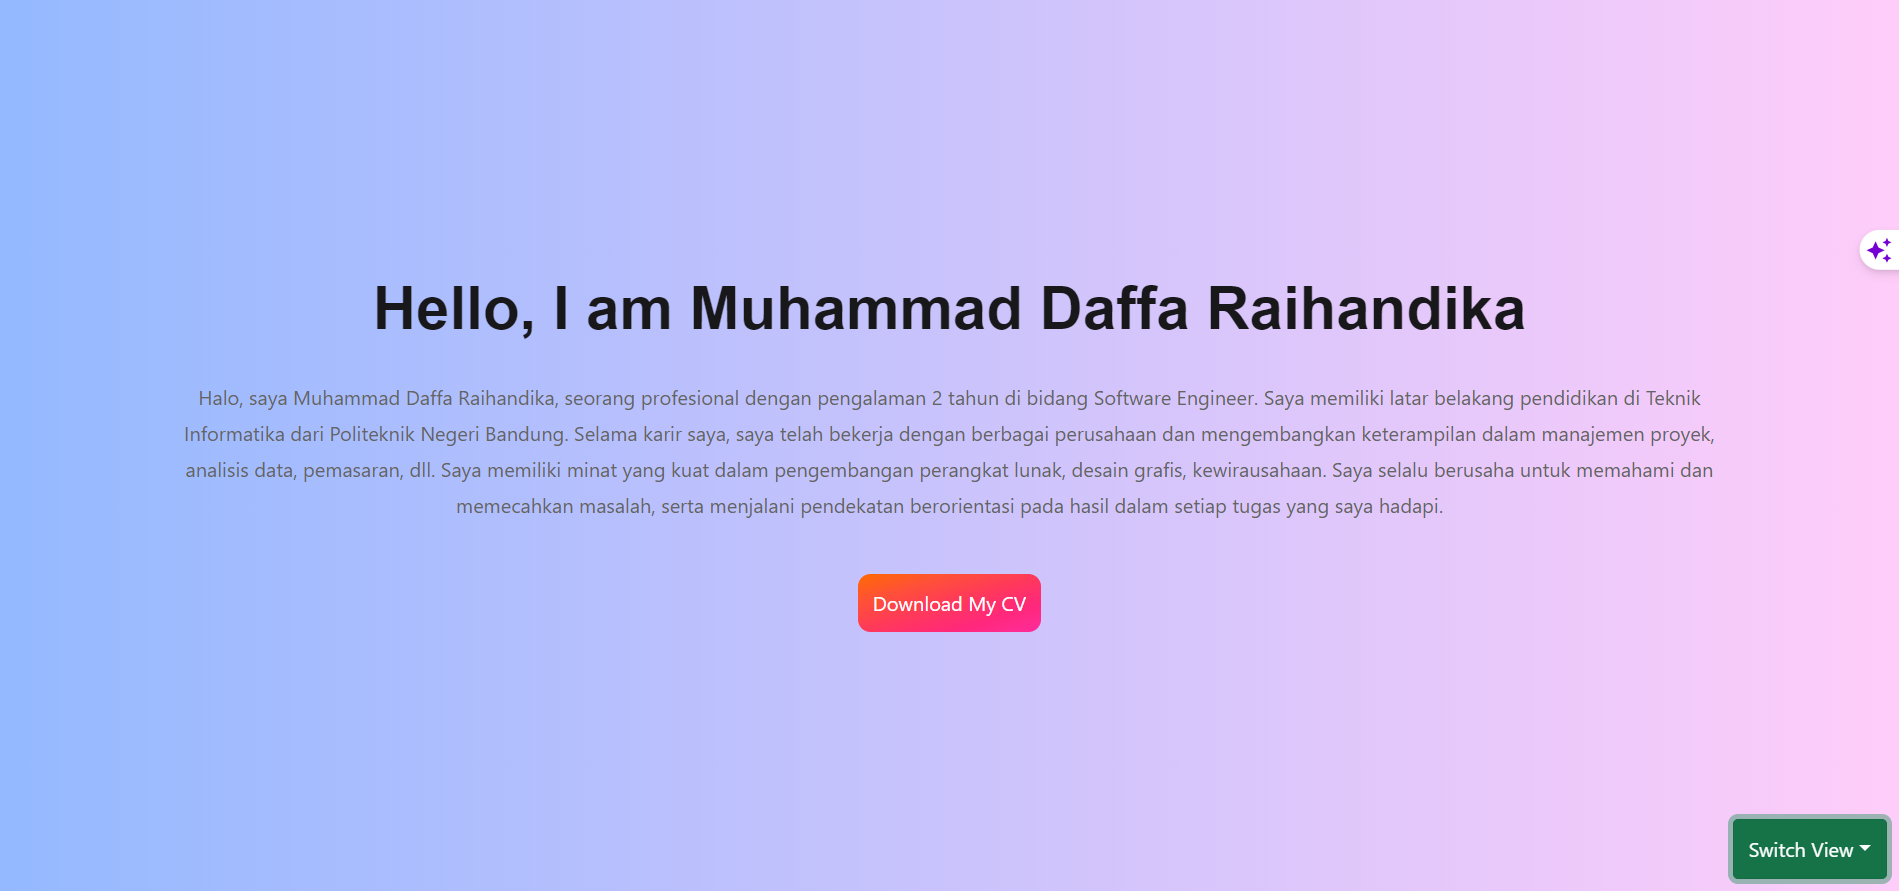 Hello, I am Muhammad Daffa Raihandika
Halo, saya Muhammad Daffa Raihandika, seorang profesional dengan pengalaman 2 tahun di bidang Software Engineer. Saya memiliki latar belakang pendidikan di Teknik
Informatika dari Politeknik Negeri Bandung. Selama karir saya, saya telah bekerja dengan berbagai perusahaan dan mengembangkan keterampilan dalam manajemen proyek,
analisis data, pemasaran, dll. Saya memiliki minat yang kuat dalam pengembangan perangkat lunak, desain grafis, kewirausahaan. Saya selalu berusaha untuk memahami dan
memecahkan masalah, serta menjalani pendekatan berorientasi pada hasil dalam setiap tugas yang saya hadapi.
Download My CV
Switch View